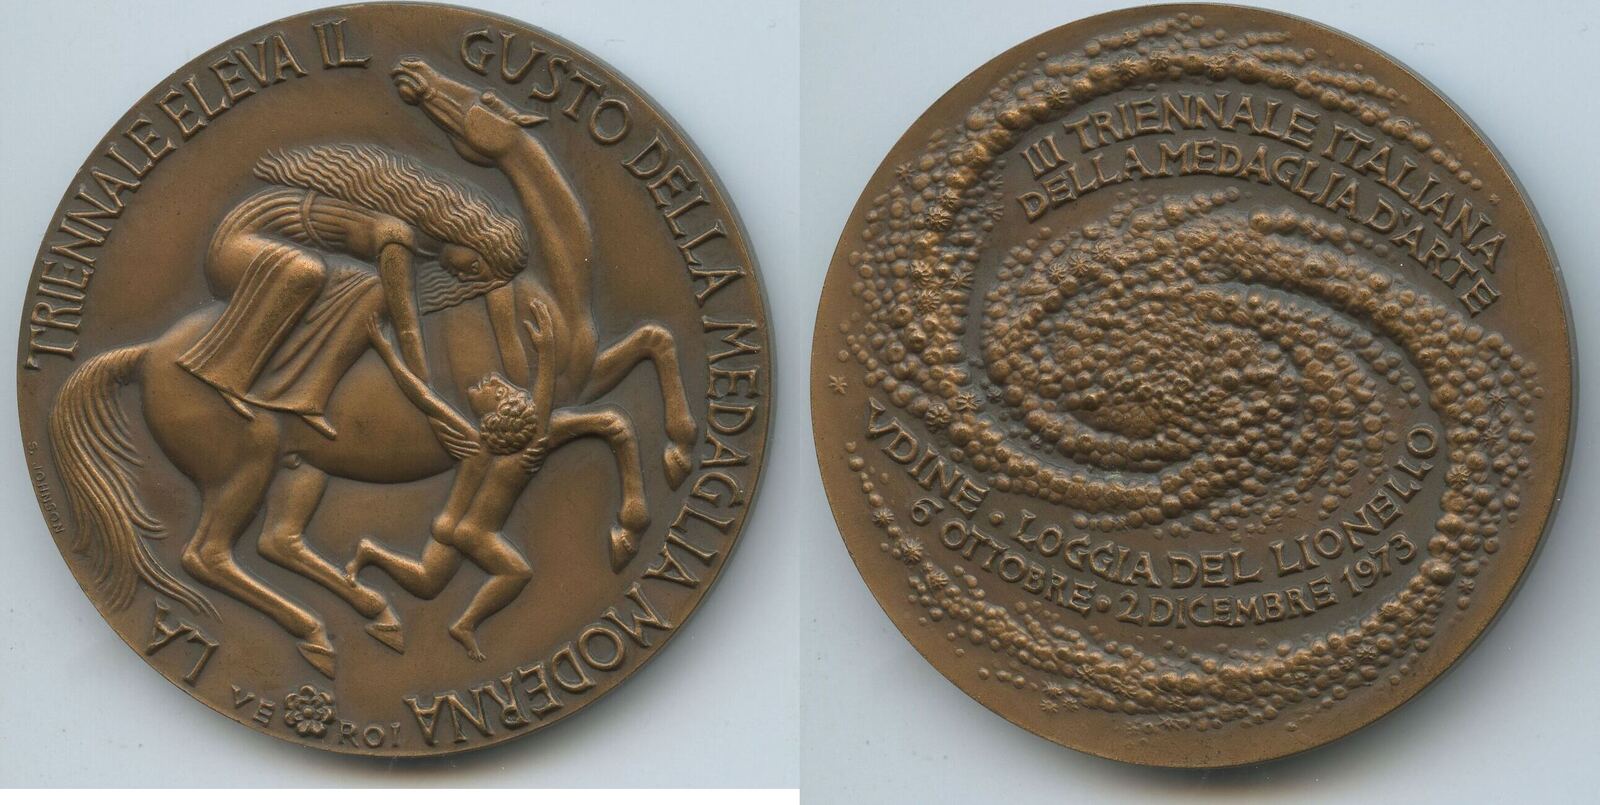 LA TRIENNALE ELEVA IL GUSTO DELLA MEDAGLIA MODERNA
S. JOHNSON
VE ROI
III TRIENNALE ITALIANA
DELLA MEDAGLIA D'ARTE
VDINE • LOGGIA DEL LIONELLO
6 OTTOBRE • 2 DICEMBRE 1973